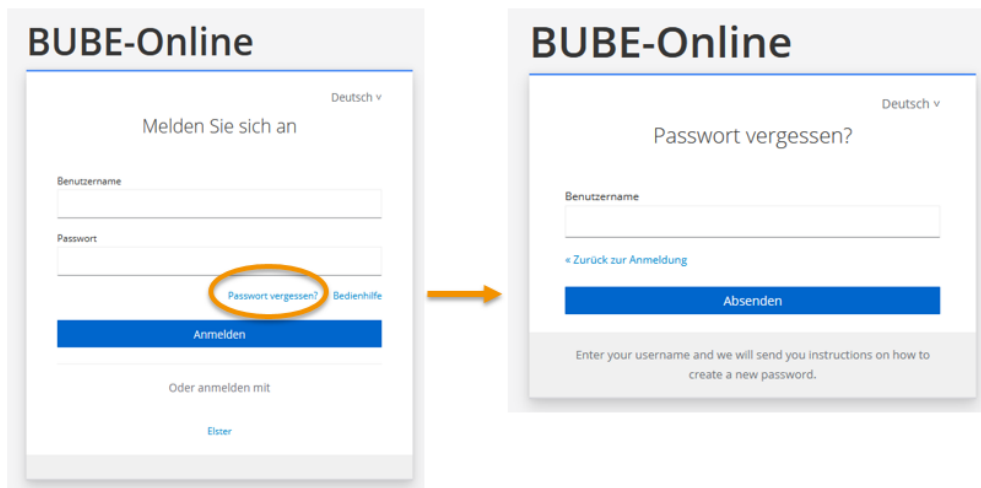 BUBE-Online
Deutsch v
Melden Sie sich an
Benutzername
Passwort
Passwort vergessen? Bedienhilfe
Anmelden
Oder anmelden mit
Elster
BUBE-Online
Deutsch v
Passwort vergessen?
Benutzername
« Zurück zur Anmeldung
Absenden
Enter your username and we will send you instructions on how to
create a new password.